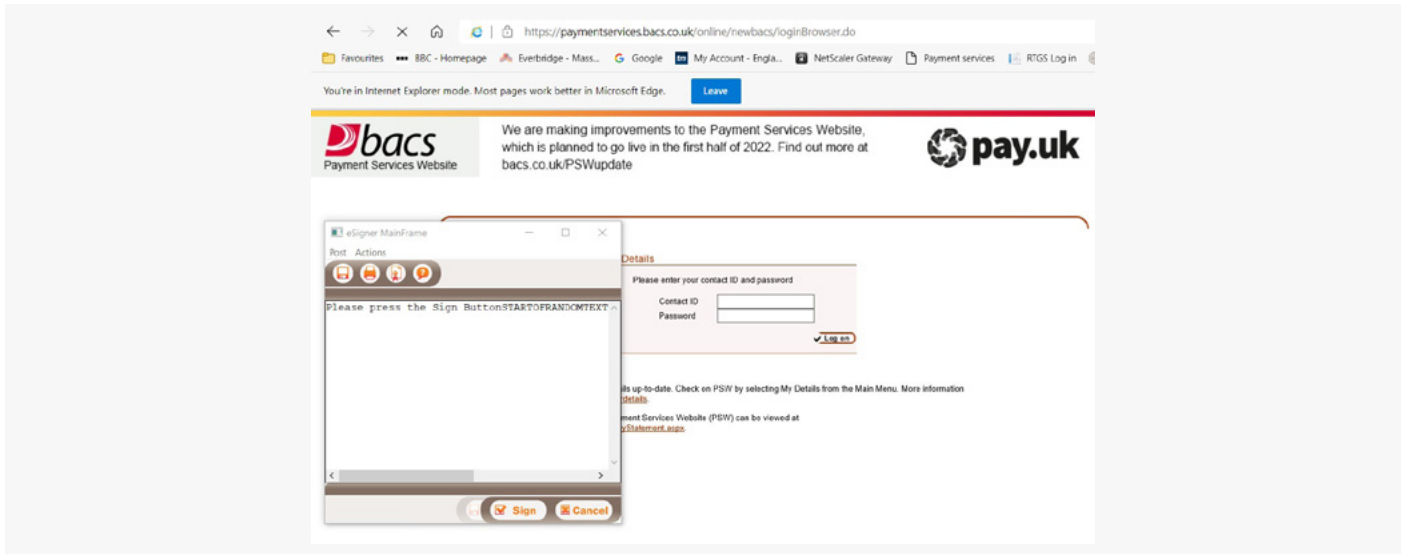 https://paymentservices.bacs.co.uk/online/newbacs/loginBrowser.do
Favourites BBC - Homepage Everbridge - Mass... Google tm My Account - Engla... NetScaler Gateway Payment services RTGS Log in
You're in Internet Explorer mode. Most pages work better in Microsoft Edge. Leave
bacs
Payment Services Website
We are making improvements to the Payment Services Website,
which is planned to go live in the first half of 2022. Find out more at
bacs.co.uk/PSWupdate
pay.uk
eSigner MainFrame
Post Actions
Please press the Sign ButtonSTARTOFRANDOMTEXT
Sign Cancel
Details
Please enter your contact ID and password
Contact ID
Password
Log on
ils up-to-date. Check on PSW by selecting My Details from the Main Menu. More information
details.
ment Services Website (PSW) can be viewed at
yStatement.aspx.